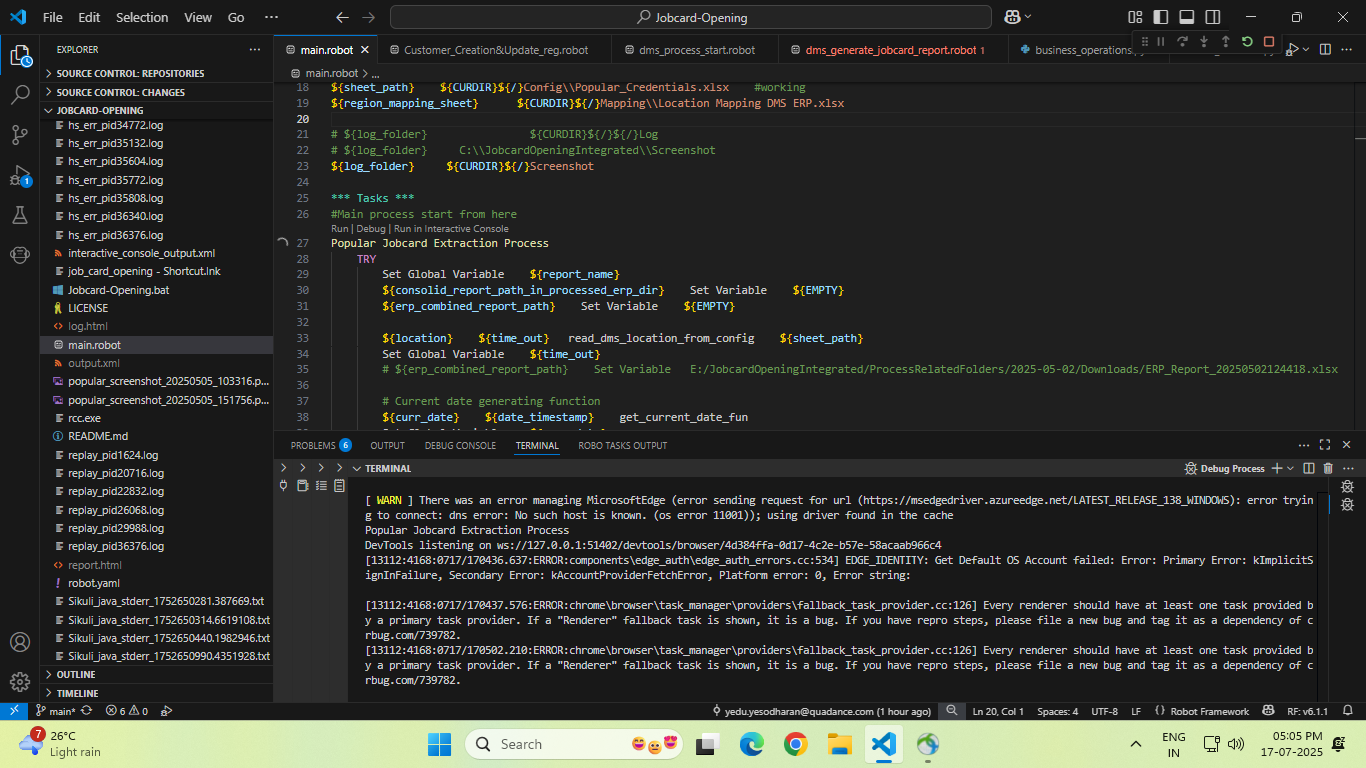 File Edit Selection View Go ···
Jobcard-Opening
EXPLORER ···
SOURCE CONTROL: REPOSITORIES
SOURCE CONTROL: CHANGES
JOBCARD-OPENING
hs_err_pid34772.log
hs_err_pid35132.log
hs_err_pid35604.log
hs_err_pid35772.log
hs_err_pid35808.log
hs_err_pid36340.log
hs_err_pid36376.log
interactive_console_output.xml
job_card_opening - Shortcut.lnk
Jobcard-Opening.bat
LICENSE
log.html
main.robot
output.xml
popular_screenshot_20250505_103316.p...
popular_screenshot_20250505_151756.p...
rcc.exe
README.md
replay_pid1624.log
replay_pid20716.log
replay_pid22832.log
replay_pid26068.log
replay_pid29988.log
replay_pid36376.log
report.html
robot.yaml
Sikuli_java_stderr_1752650281.387669.txt
Sikuli_java_stderr_1752650314.6619108.txt
Sikuli_java_stderr_1752650440.1982946.txt
Sikuli_java_stderr_1752650990.4351928.txt
OUTLINE
TIMELINE
1
main.robot Customer_Creation&Update_reg.robot dms_process_start.robot dms_generate_jobcard_report.robot 1 business_operations
main.robot > ...
18 ${sheet_path} ${CURDIR}${/}Config\\Popular_Credentials.xlsx #working
19 ${region_mapping_sheet} ${CURDIR}${/}Mapping\\Location Mapping DMS ERP.xlsx
20
21 # ${log_folder} ${CURDIR}${/}${/}Log
22 # ${log_folder} C:\\JobcardOpeningIntegrated\\Screenshot
23 ${log_folder} ${CURDIR}${/}Screenshot
24
25 *** Tasks ***
26 #Main process start from here
Run | Debug | Run in Interactive Console
27 Popular Jobcard Extraction Process
28 TRY
29 Set Global Variable ${report_name}
30 ${consolid_report_path_in_processed_erp_dir} Set Variable ${EMPTY}
31 ${erp_combined_report_path} Set Variable ${EMPTY}
32
33 ${location} ${time_out} read_dms_location_from_config ${sheet_path}
34 Set Global Variable ${time_out}
35 # ${erp_combined_report_path} Set Variable E:/JobcardOpeningIntegrated/ProcessRelatedFolders/2025-05-02/Downloads/ERP_Report_20250502124418.xlsx
36
37 # Current date generating function
38 ${curr_date} ${date_timestamp} get_current_date_fun
PROBLEMS 6 OUTPUT DEBUG CONSOLE TERMINAL ROBOT TASKS OUTPUT
TERMINAL Debug Process
[ WARN ] There was an error managing MicrosoftEdge (error sending request for url (https://msedgedriver.azureedge.net/LATEST_RELEASE_138_WINDOWS): error tryin
g to connect: dns error: No such host is known. (os error 11001)); using driver found in the cache
Popular Jobcard Extraction Process
DevTools listening on ws://127.0.0.1:51402/devtools/browser/4d384ffa-0d17-4c2e-b57e-58acaab966c4
[13112:4168:0717/170436.637:ERROR:components\edge_auth\edge_auth_errors.cc:534] EDGE_IDENTITY: Get Default OS Account failed: Error: Primary Error: kImplicitS
ignInFailure, Secondary Error: kAccountProviderFetchError, Platform error: 0, Error string:
[13112:4168:0717/170437.576:ERROR:chrome\browser\task_manager\providers\fallback_task_provider.cc:126] Every renderer should have at least one task provided b
y a primary task provider. If a "Renderer" fallback task is shown, it is a bug. If you have repro steps, please file a new bug and tag it as a dependency of c
rbug.com/739782.
[13112:4168:0717/170502.210:ERROR:chrome\browser\task_manager\providers\fallback_task_provider.cc:126] Every renderer should have at least one task provided b
y a primary task provider. If a "Renderer" fallback task is shown, it is a bug. If you have repro steps, please file a new bug and tag it as a dependency of c
rbug.com/739782.
main* 6 0 yedu.yesodharan@quadance.com (1 hour ago) Ln 20, Col 1 Spaces: 4 UTF-8 LF Robot Framework RF: v6.1.1
7 26°C
Light rain
Search
ENG
IN
05:05 PM
17-07-2025